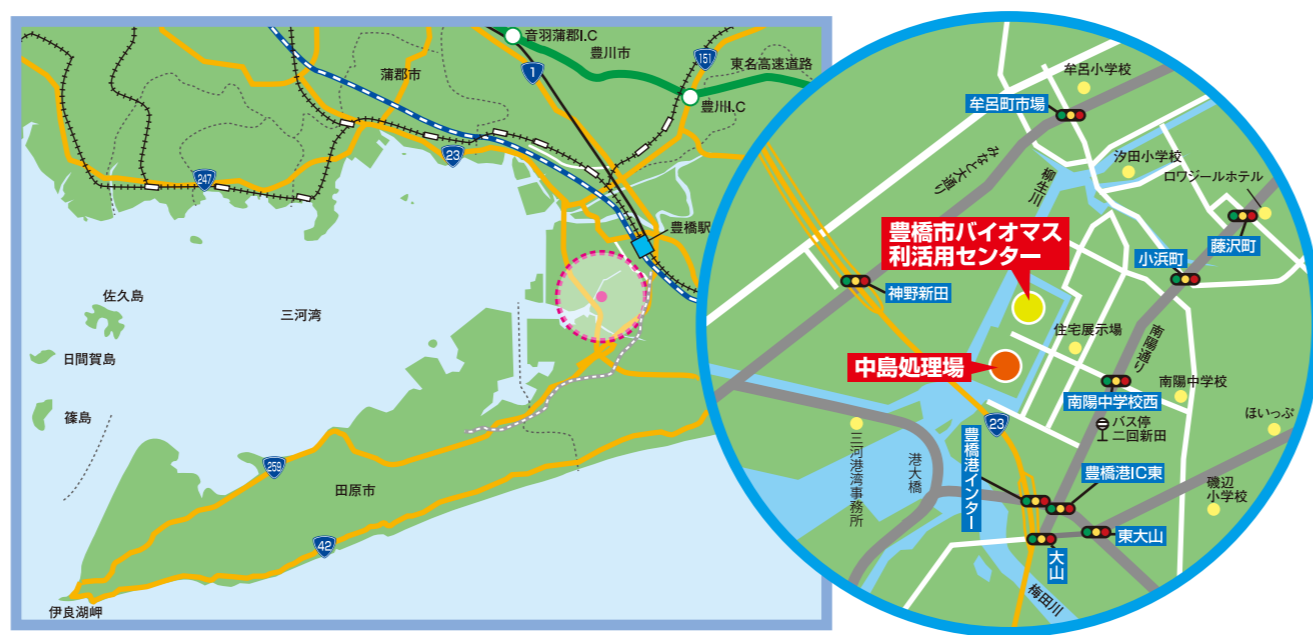 音羽蒲郡I.C
豊川市
151
東名高速道路
1
蒲郡市
豊川I.C
23
247
豊橋駅
佐久島
三河湾
日間賀島
篠島
259
田原市
42
伊良湖岬
牟呂小学校
牟呂町市場
みなと大通り
柳生川
汐田小学校
ロワジールホテル
豊橋市バイオマス
利活用センター
藤沢町
小浜町
神野新田
住宅展示場
南陽通り
中島処理場
南陽中学校
南陽中学校西
23
バス停
二回新田
ほいっぷ
三河港湾事務所
港大橋
豊橋港インター
豊橋港IC東
磯辺
小学校
東大山
大山
梅田川